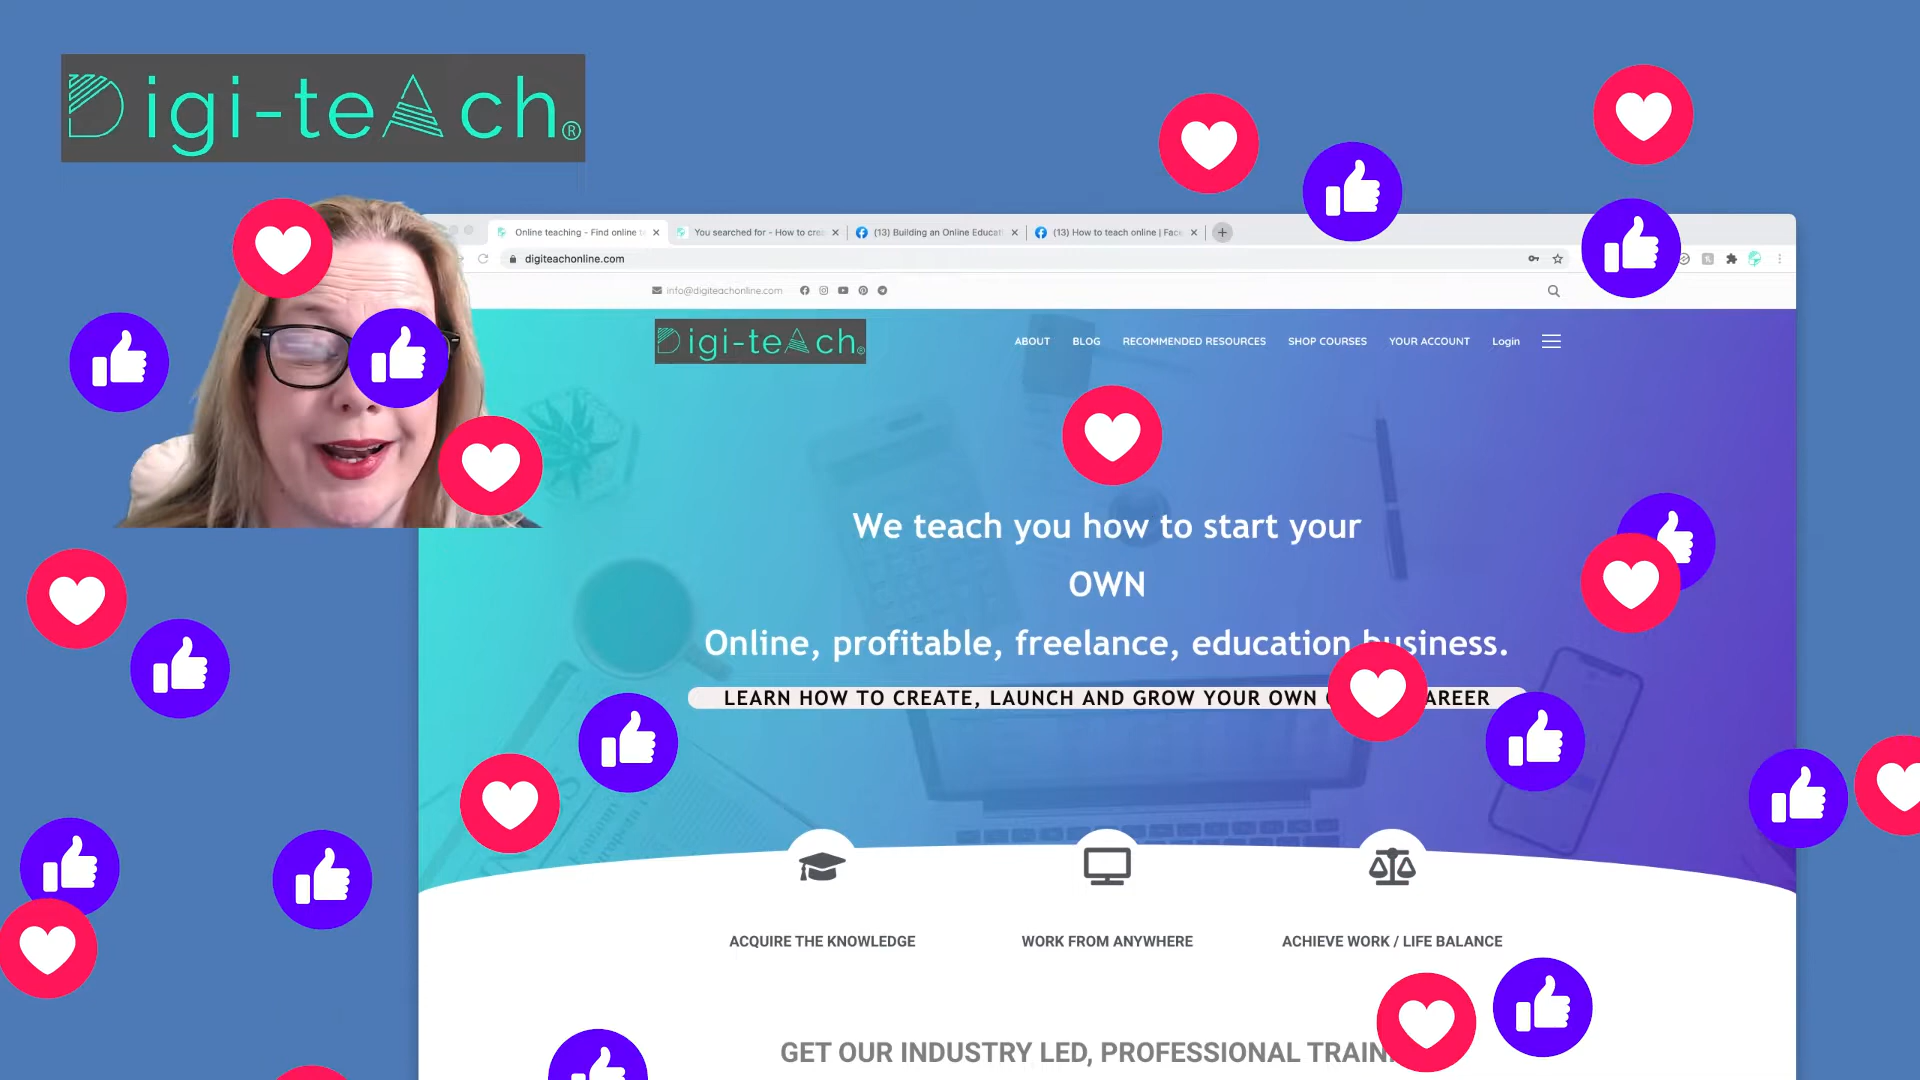 Digi-teAch®
Online teaching - Find online t
You searched for - How to cre
(13) Building an Online Educat
(13) How to teach online | Fac
digiteachonline.com
info@digiteachonline.com
Digi-teAch®
ABOUT
BLOG
RECOMMENDED RESOURCES
SHOP COURSES
YOUR ACCOUNT
Login
We teach you how to start your
OWN
Online, profitable, freelance, education business.
LEARN HOW TO CREATE, LAUNCH AND GROW YOUR OWN
ACQUIRE THE KNOWLEDGE
WORK FROM ANYWHERE
ACHIEVE WORK / LIFE BALANCE
GET OUR INDUSTRY LED, PROFESSIONAL